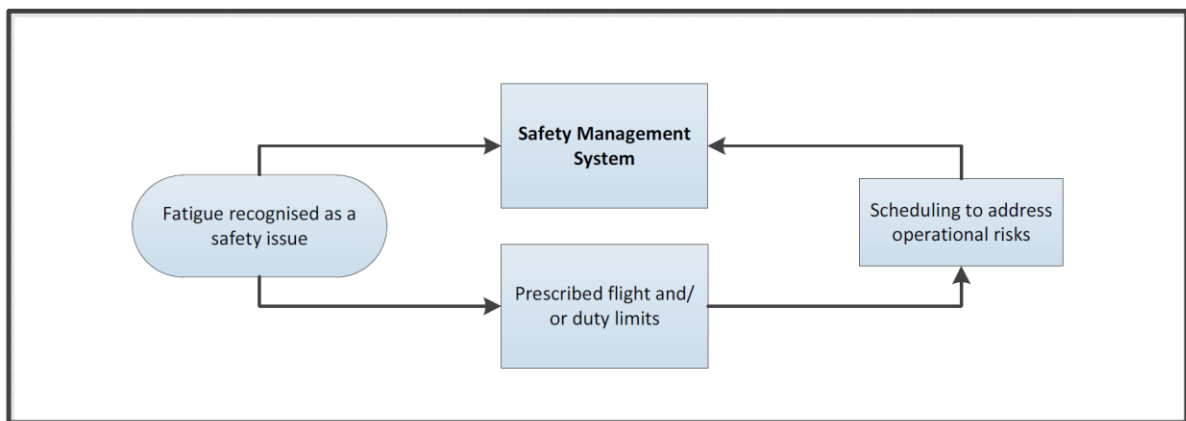 Safety Management
System
Fatigue recognised as a
safety issue
Scheduling to address
operational risks
Prescribed flight and/
or duty limits